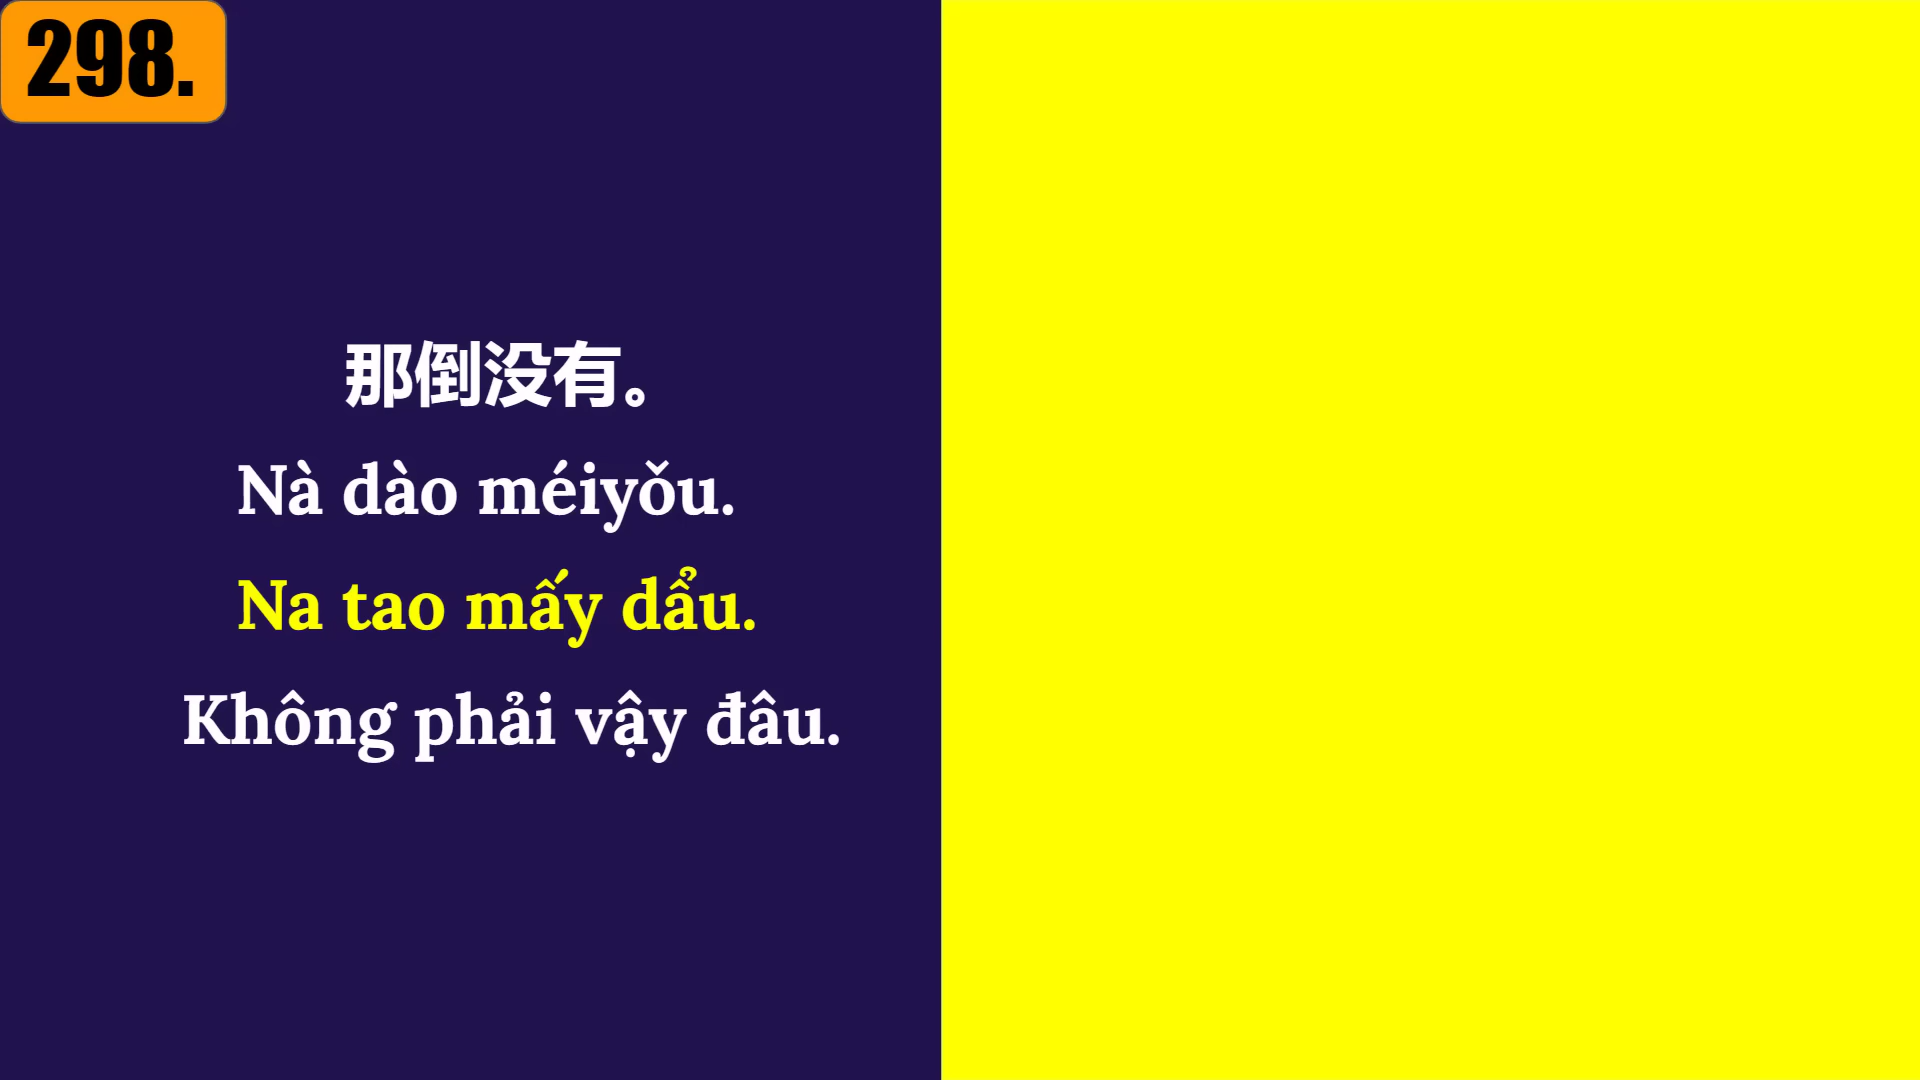 298.
那倒没有。
Nà dào méiyǒu.
Na tao mấy dẩu.
Không phải vậy đâu.